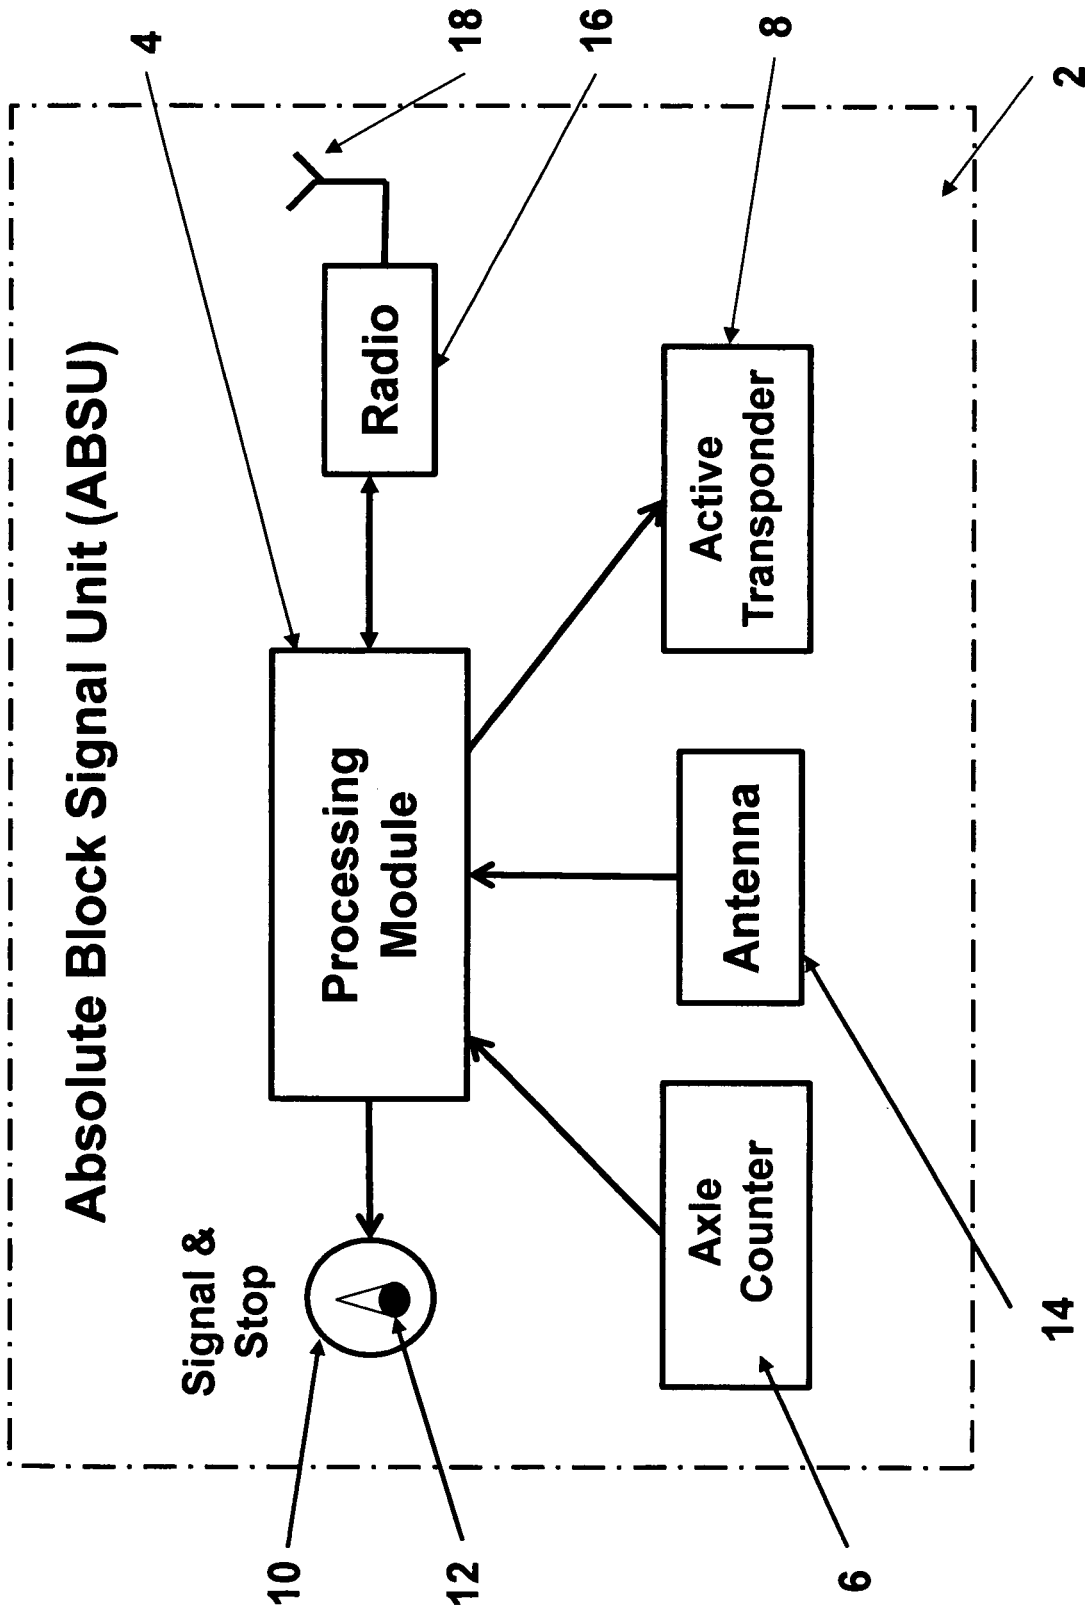 Absolute Block Signal Unit (ABSU)
4
18
16
8
2
Signal &
Stop
Processing
Module
Radio
Axle
Counter
Antenna
Active
Transponder
10
12
6
14